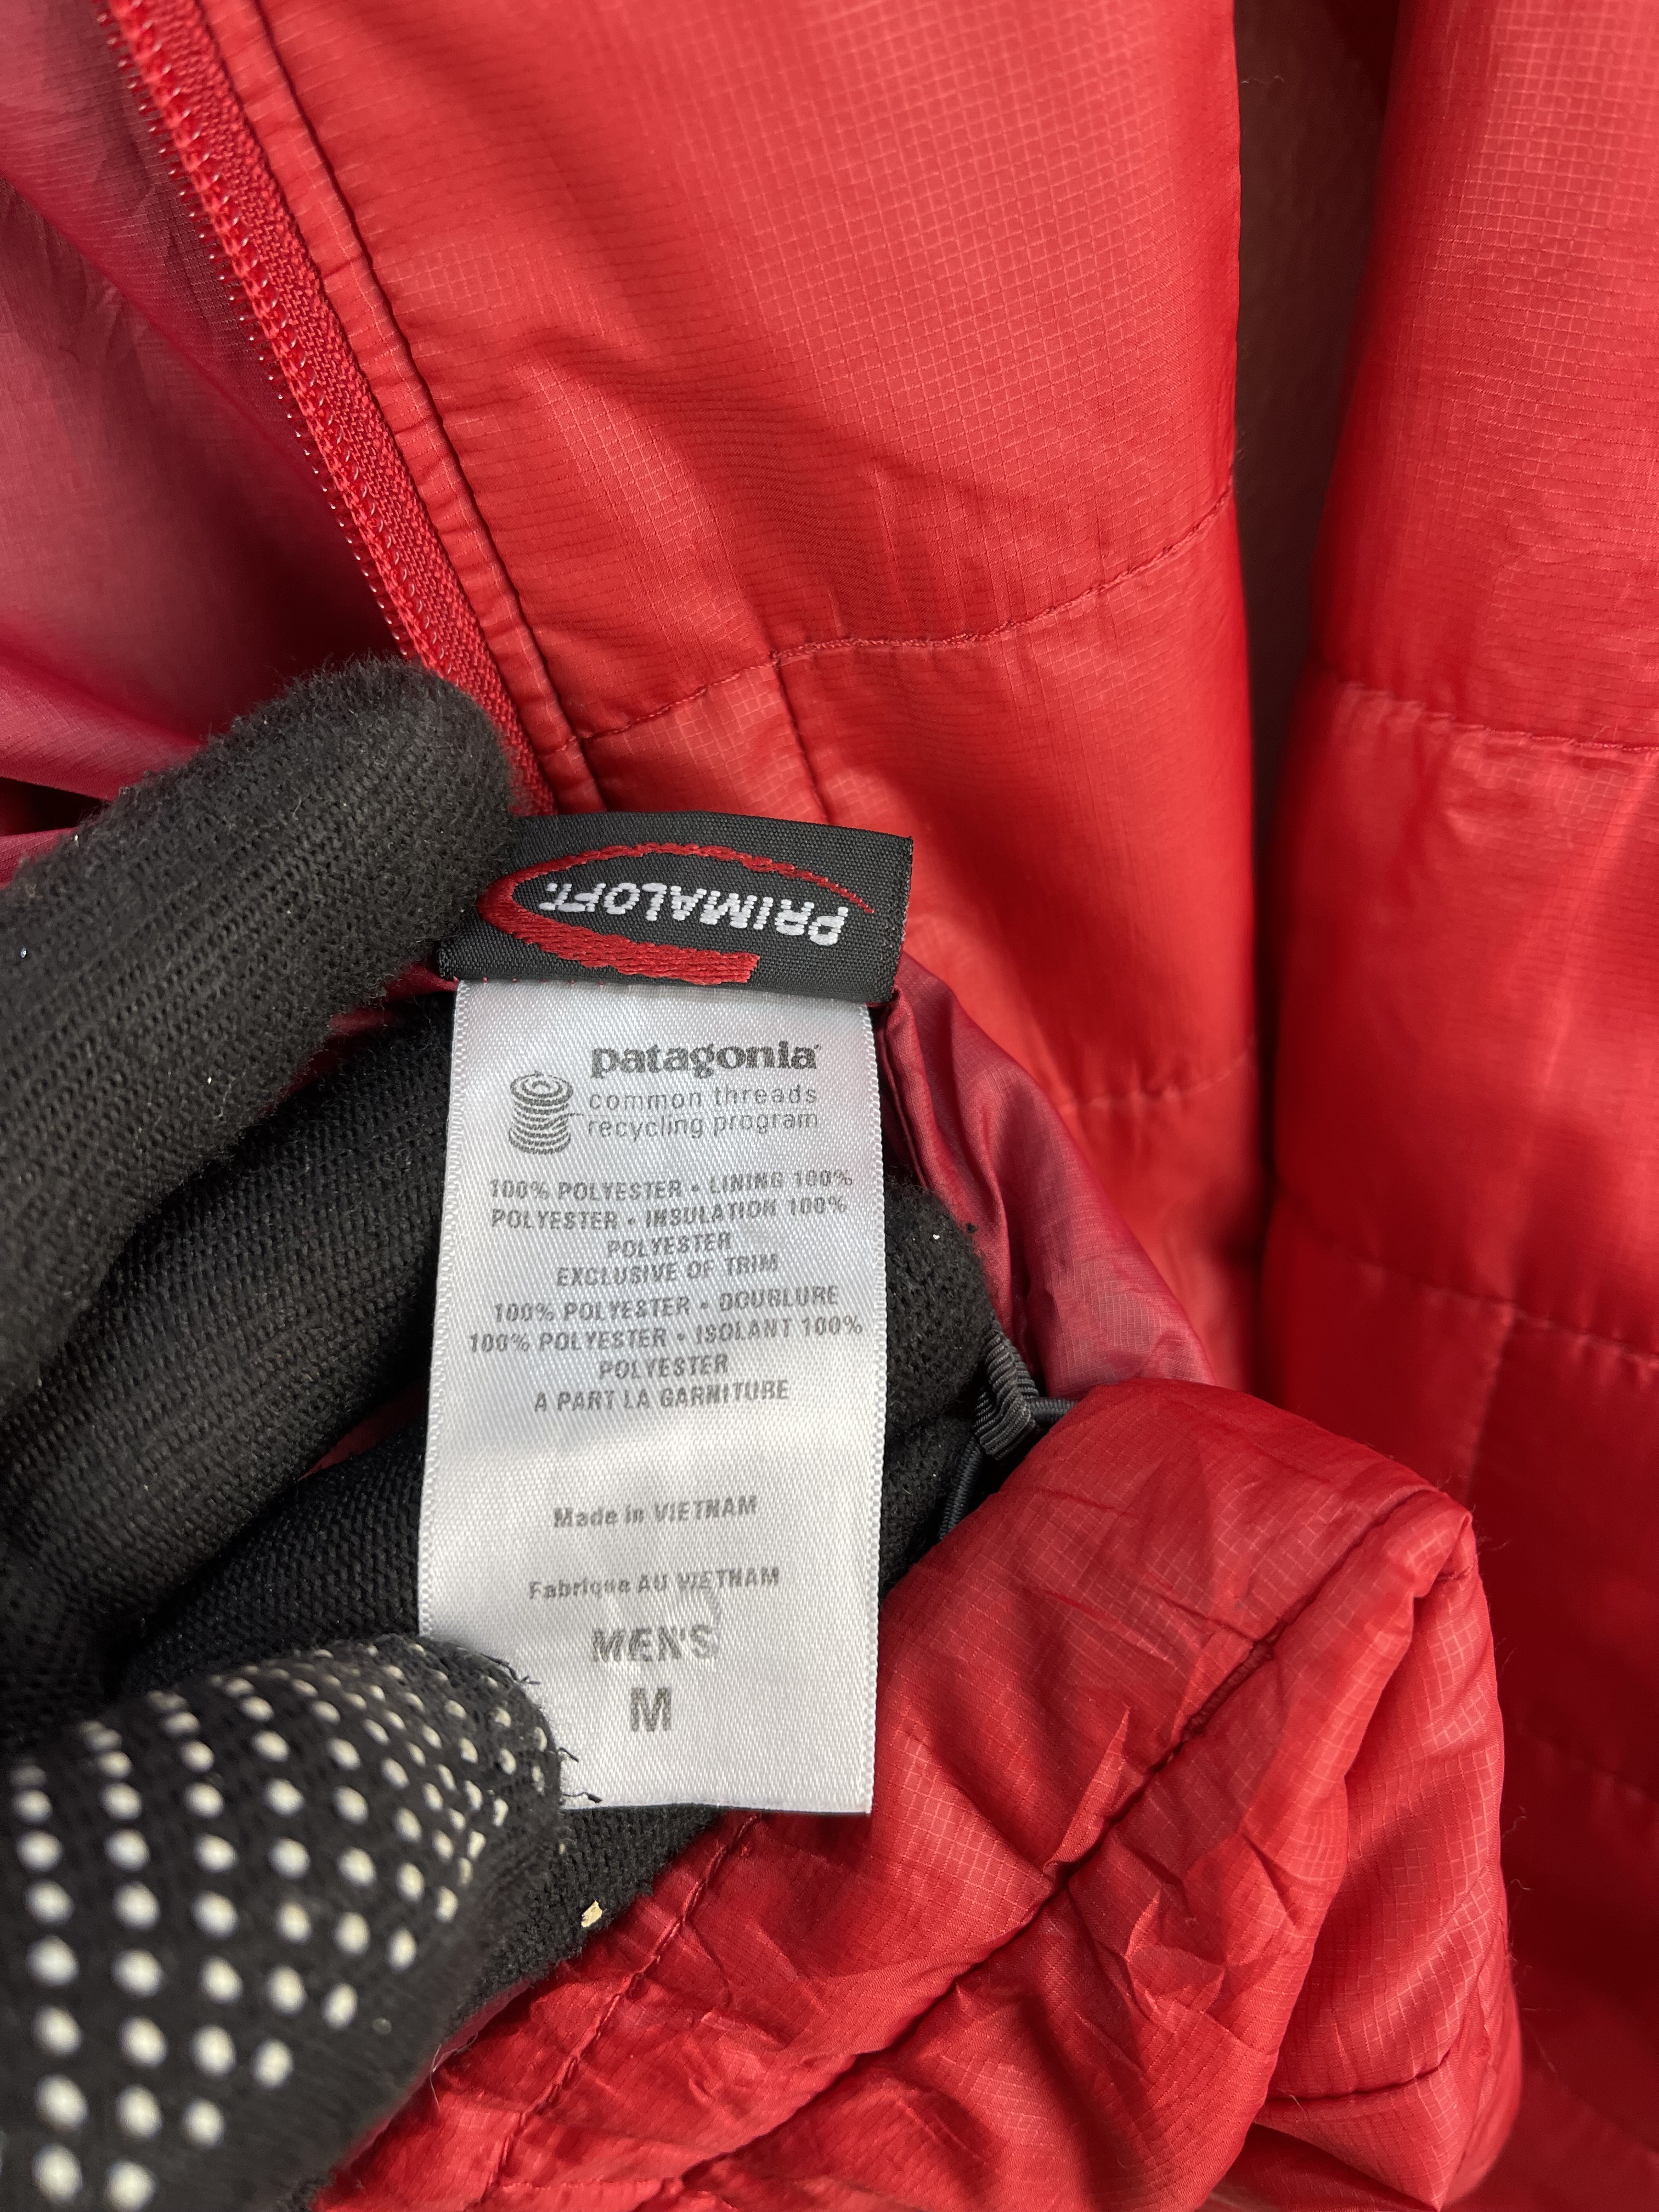 PRIMALOFT.
patagonia
common threads
recycling program
100% POLYESTER • LINING 100%
POLYESTER • INSULATION 100%
POLYESTER
EXCLUSIVE OF TRIM
100% POLYESTER • DOUBLURE
100% POLYESTER • ISOLANT 100%
POLYESTER
A PART LA GARNITURE
Made in VIETNAM
Fabrique AU VIETNAM
MEN'S
M